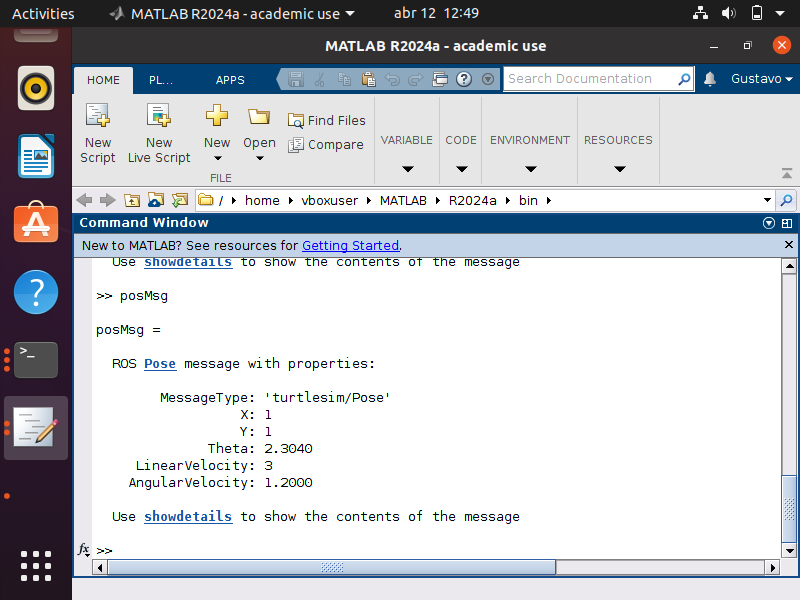 Activities MATLAB R2024a - academic use abr 12 12:49
MATLAB R2024a - academic use
HOME PL... APPS Search Documentation Gustavo
New Script
New Live Script
New
Open
Find Files
Compare
FILE
VARIABLE
CODE
ENVIRONMENT
RESOURCES
/ home vboxuser MATLAB R2024a bin
Command Window
New to MATLAB? See resources for Getting Started.
Use showdetails to show the contents of the message
>> posMsg
posMsg =
ROS Pose message with properties:
MessageType: 'turtlesim/Pose'
X: 1
Y: 1
Theta: 2.3040
LinearVelocity: 3
AngularVelocity: 1.2000
Use showdetails to show the contents of the message
fx >>